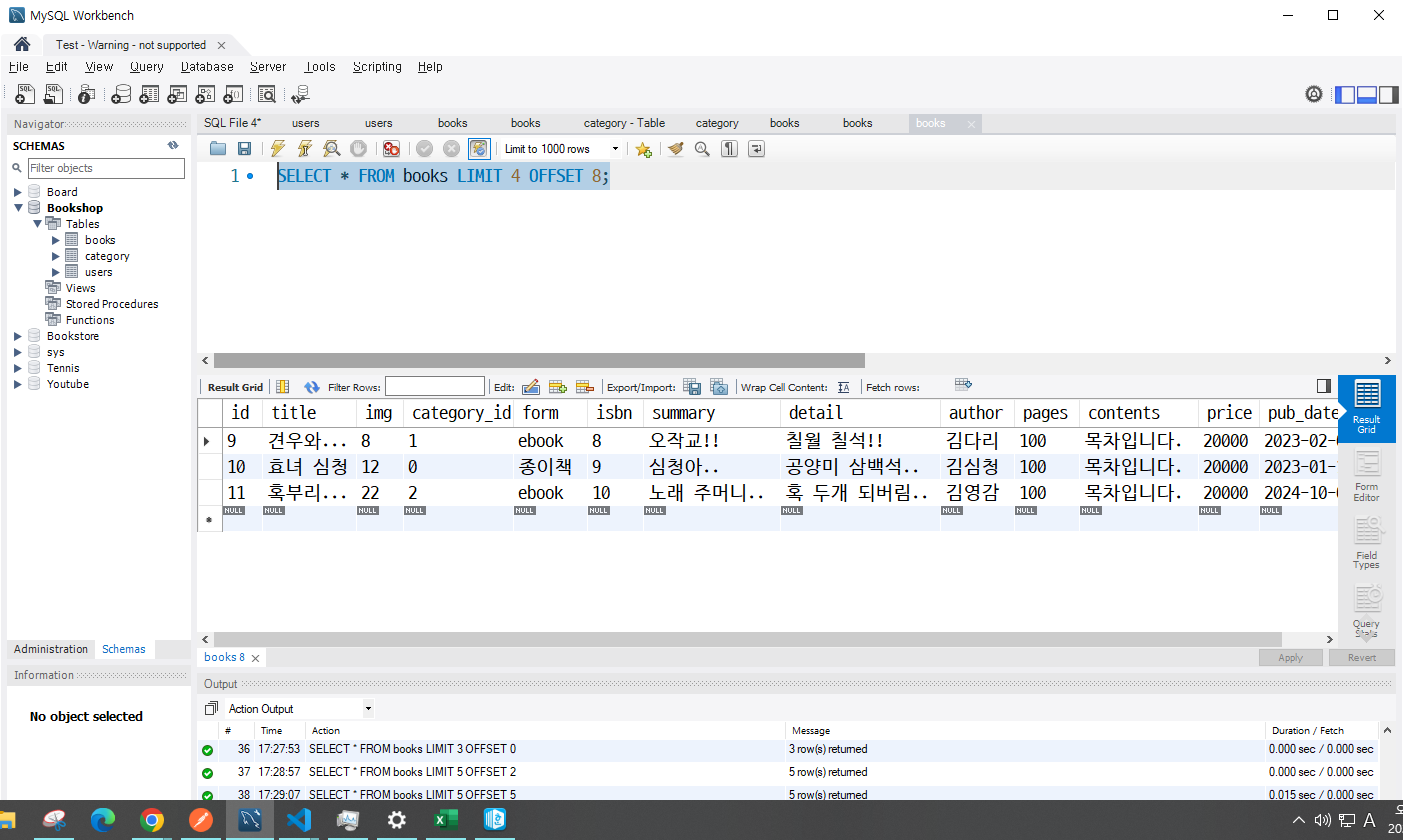 MySQL Workbench
Test - Warning - not supported
File Edit View Query Database Server Tools Scripting Help
Navigator
SQL File 4* users users books books category - Table category books books books
SCHEMAS
Limit to 1000 rows
Filter objects
1 SELECT * FROM books LIMIT 4 OFFSET 8;
Board
Bookshop
Tables
books
category
users
Views
Stored Procedures
Functions
Bookstore
sys
Tennis
Youtube
Result Grid Filter Rows: Edit: Export/Import: Wrap Cell Content: Fetch rows:
id title img category_id form isbn summary detail author pages contents price pub_date
9 견우와... 8 1 ebook 8 오작교!! 칠월 칠석!! 김다리 100 목차입니다. 20000 2023-02-
10 효녀 심청 12 0 종이책 9 심청아.. 공양미 삼백석.. 김심청 100 목차입니다. 20000 2023-01-
11 혹부리... 22 2 ebook 10 노래 주머니.. 혹 두개 되버림.. 김영감 100 목차입니다. 20000 2024-10-
NULL NULL NULL NULL NULL NULL NULL NULL NULL NULL NULL NULL NULL
Result Grid
Form Editor
Field Types
Query Stats
Administration Schemas
books 8
Apply Revert
Information
Output
No object selected
Action Output
# Time Action Message Duration / Fetch
36 17:27:53 SELECT * FROM books LIMIT 3 OFFSET 0 3 row(s) returned 0.000 sec / 0.000 sec
37 17:28:57 SELECT * FROM books LIMIT 5 OFFSET 2 5 row(s) returned 0.000 sec / 0.000 sec
38 17:29:07 SELECT * FROM books LIMIT 5 OFFSET 5 5 row(s) returned 0.015 sec / 0.000 sec
A